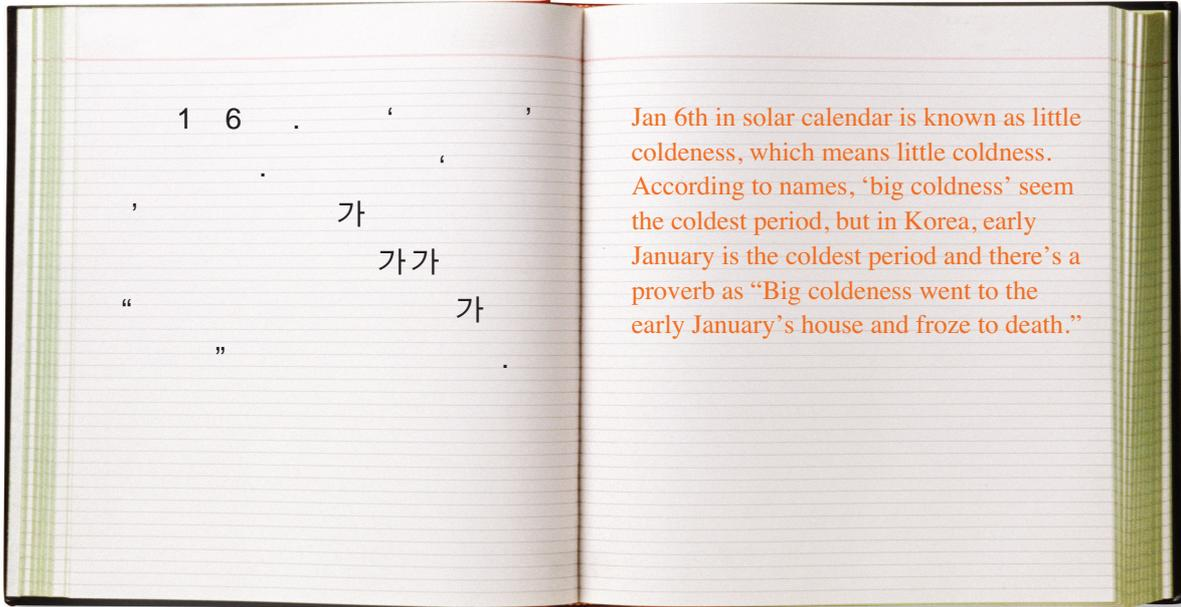 1 6 . ‘ ’
. ‘
’ 가
가가
“ 가
” .
Jan 6th in solar calendar is known as little
coldeness, which means little coldness.
According to names, ‘big coldness’ seem
the coldest period, but in Korea, early
January is the coldest period and there’s a
proverb as “Big coldeness went to the
early January’s house and froze to death.”